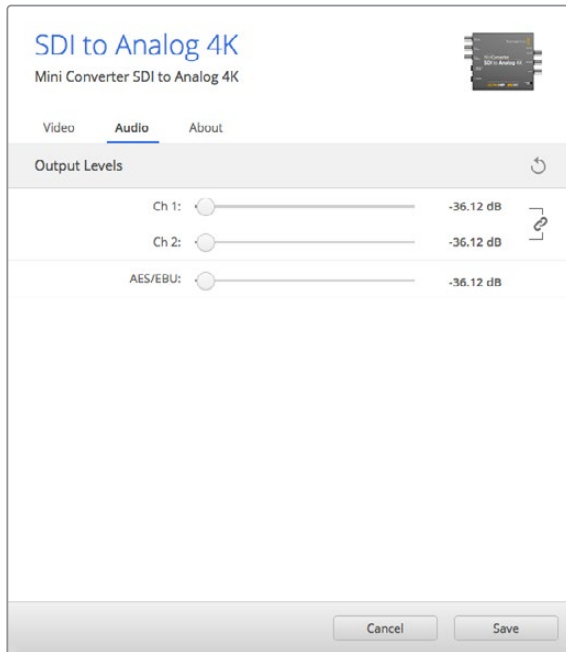 SDI to Analog 4K
Mini Converter SDI to Analog 4K
Video Audio About
Output Levels
Ch 1: -36.12 dB
Ch 2: -36.12 dB
AES/EBU: -36.12 dB
Cancel Save